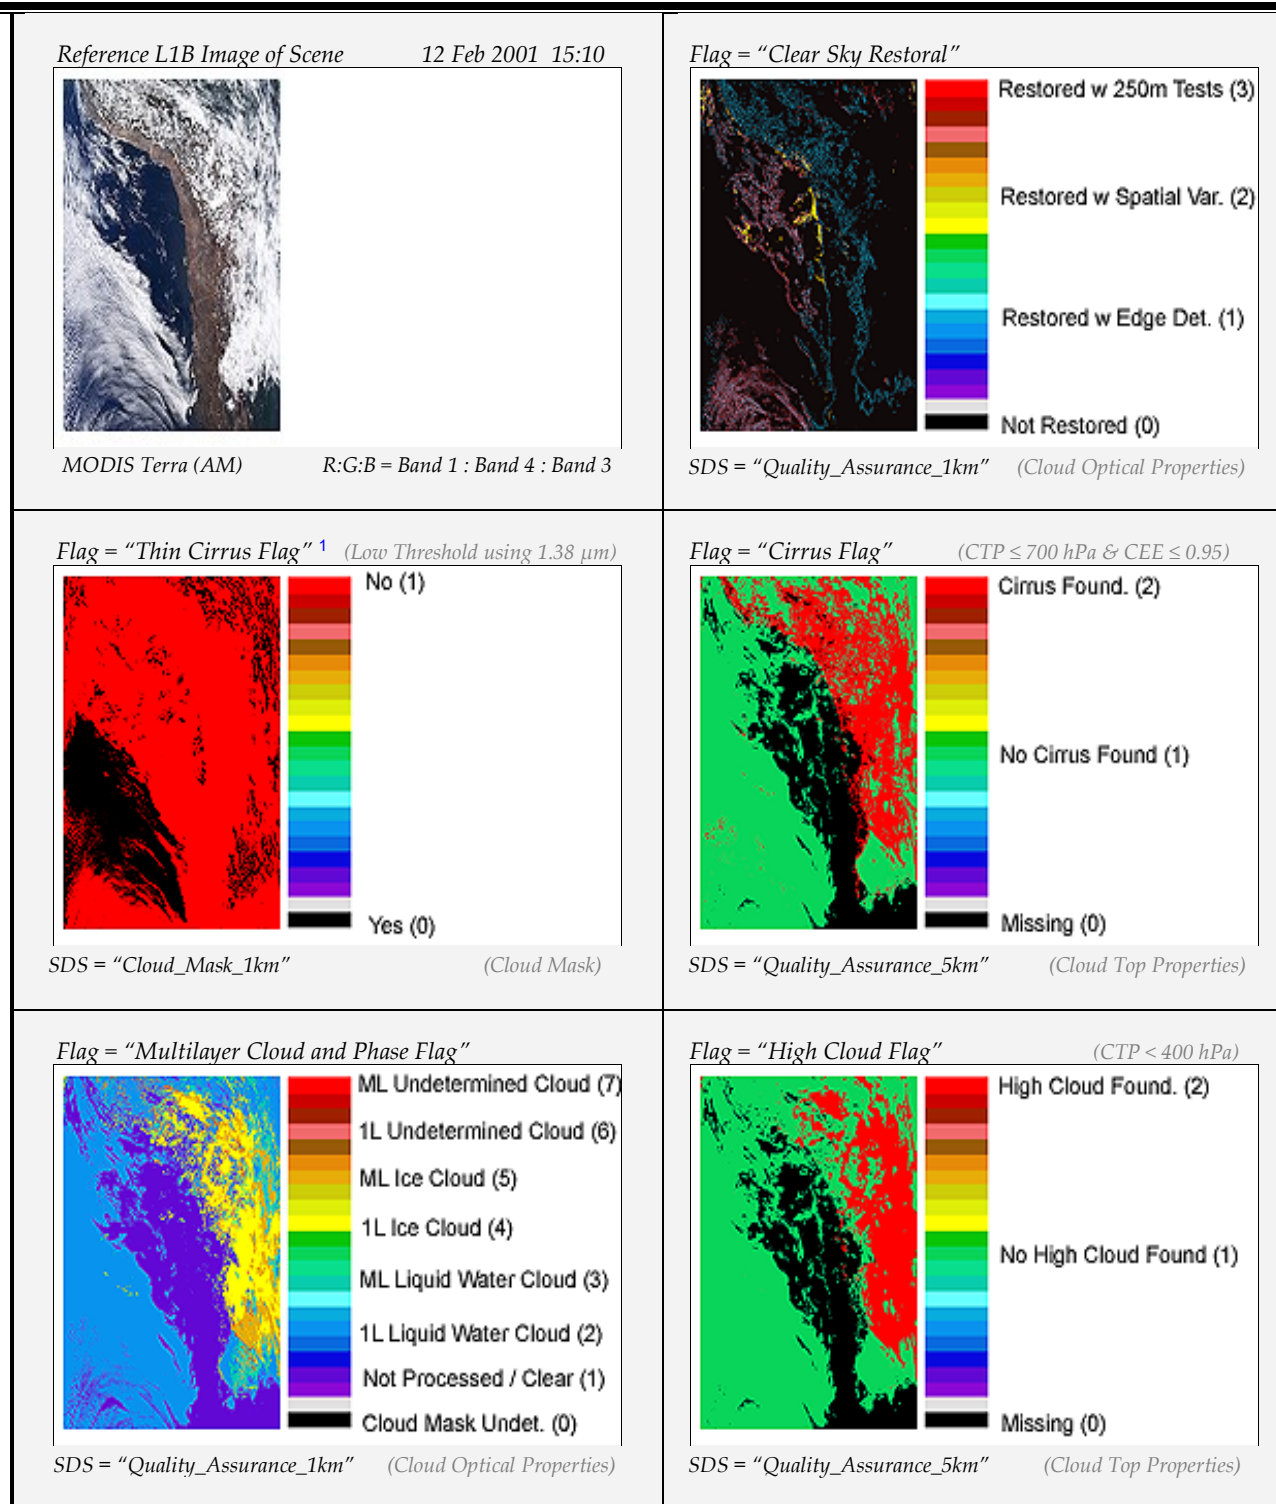 Reference L1B Image of Scene 12 Feb 2001 15:10
MODIS Terra (AM) R:G:B = Band 1 : Band 4 : Band 3
Flag = “Clear Sky Restoral”
Restored w 250m Tests (3)
Restored w Spatial Var. (2)
Restored w Edge Det. (1)
Not Restored (0)
SDS = “Quality_Assurance_1km” (Cloud Optical Properties)
Flag = “Thin Cirrus Flag” 1 (Low Threshold using 1.38 µm)
No (1)
Yes (0)
SDS = “Cloud_Mask_1km” (Cloud Mask)
Flag = “Cirrus Flag” (CTP ≤ 700 hPa & CEE ≤ 0.95)
Cirrus Found. (2)
No Cirrus Found (1)
Missing (0)
SDS = “Quality_Assurance_5km” (Cloud Top Properties)
Flag = “Multilayer Cloud and Phase Flag”
ML Undetermined Cloud (7)
1L Undetermined Cloud (6)
ML Ice Cloud (5)
1L Ice Cloud (4)
ML Liquid Water Cloud (3)
1L Liquid Water Cloud (2)
Not Processed / Clear (1)
Cloud Mask Undet. (0)
SDS = “Quality_Assurance_1km” (Cloud Optical Properties)
Flag = “High Cloud Flag” (CTP < 400 hPa)
High Cloud Found. (2)
No High Cloud Found (1)
Missing (0)
SDS = “Quality_Assurance_5km” (Cloud Top Properties)